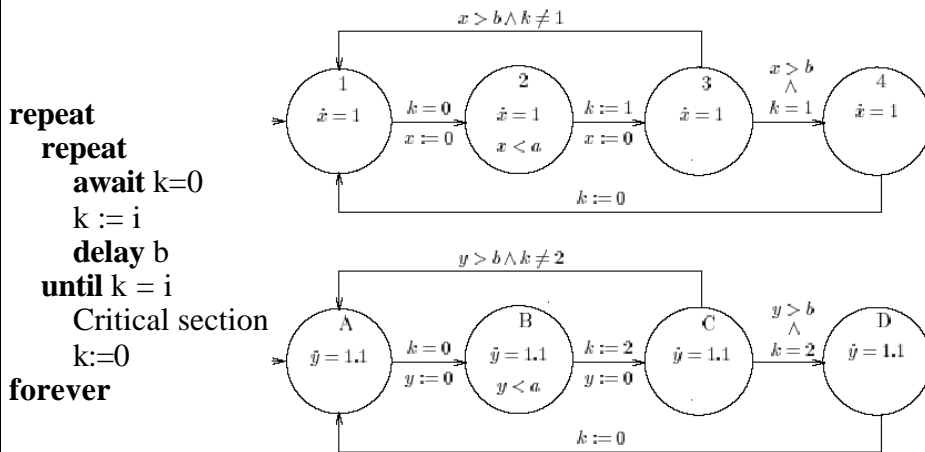 repeat
repeat
await k=0
k := i
delay b
until k = i
Critical section
k:=0
forever
x > b ∧ k ≠ 1
1
ẋ = 1
k = 0
x := 0
2
ẋ = 1
x < a
k := 1
x := 0
3
ẋ = 1
x > b
∧
k = 1
4
ẋ = 1
k := 0
y > b ∧ k ≠ 2
A
ẏ = 1.1
k = 0
y := 0
B
ẏ = 1.1
y < a
k := 2
y := 0
C
ẏ = 1.1
y > b
∧
k = 2
D
ẏ = 1.1
k := 0